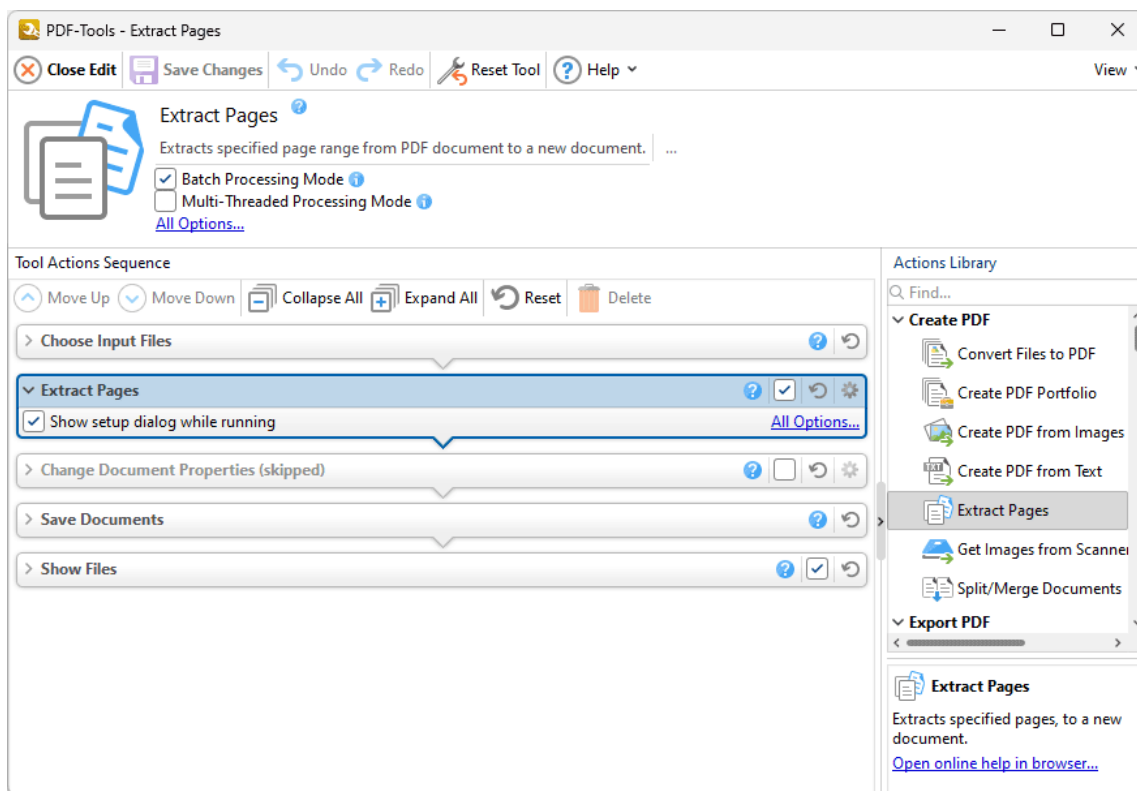 PDF-Tools - Extract Pages
Close Edit Save Changes Undo Redo Reset Tool Help View
Extract Pages
Extracts specified page range from PDF document to a new document. ...
Batch Processing Mode
Multi-Threaded Processing Mode
All Options...
Tool Actions Sequence
Move Up Move Down Collapse All Expand All Reset Delete
Choose Input Files
Extract Pages
Show setup dialog while running All Options...
Change Document Properties (skipped)
Save Documents
Show Files
Actions Library
Find...
Create PDF
Convert Files to PDF
Create PDF Portfolio
Create PDF from Images
TXT Create PDF from Text
Extract Pages
Get Images from Scanner
Split/Merge Documents
Export PDF
Extract Pages
Extracts specified pages, to a new
document.
Open online help in browser...